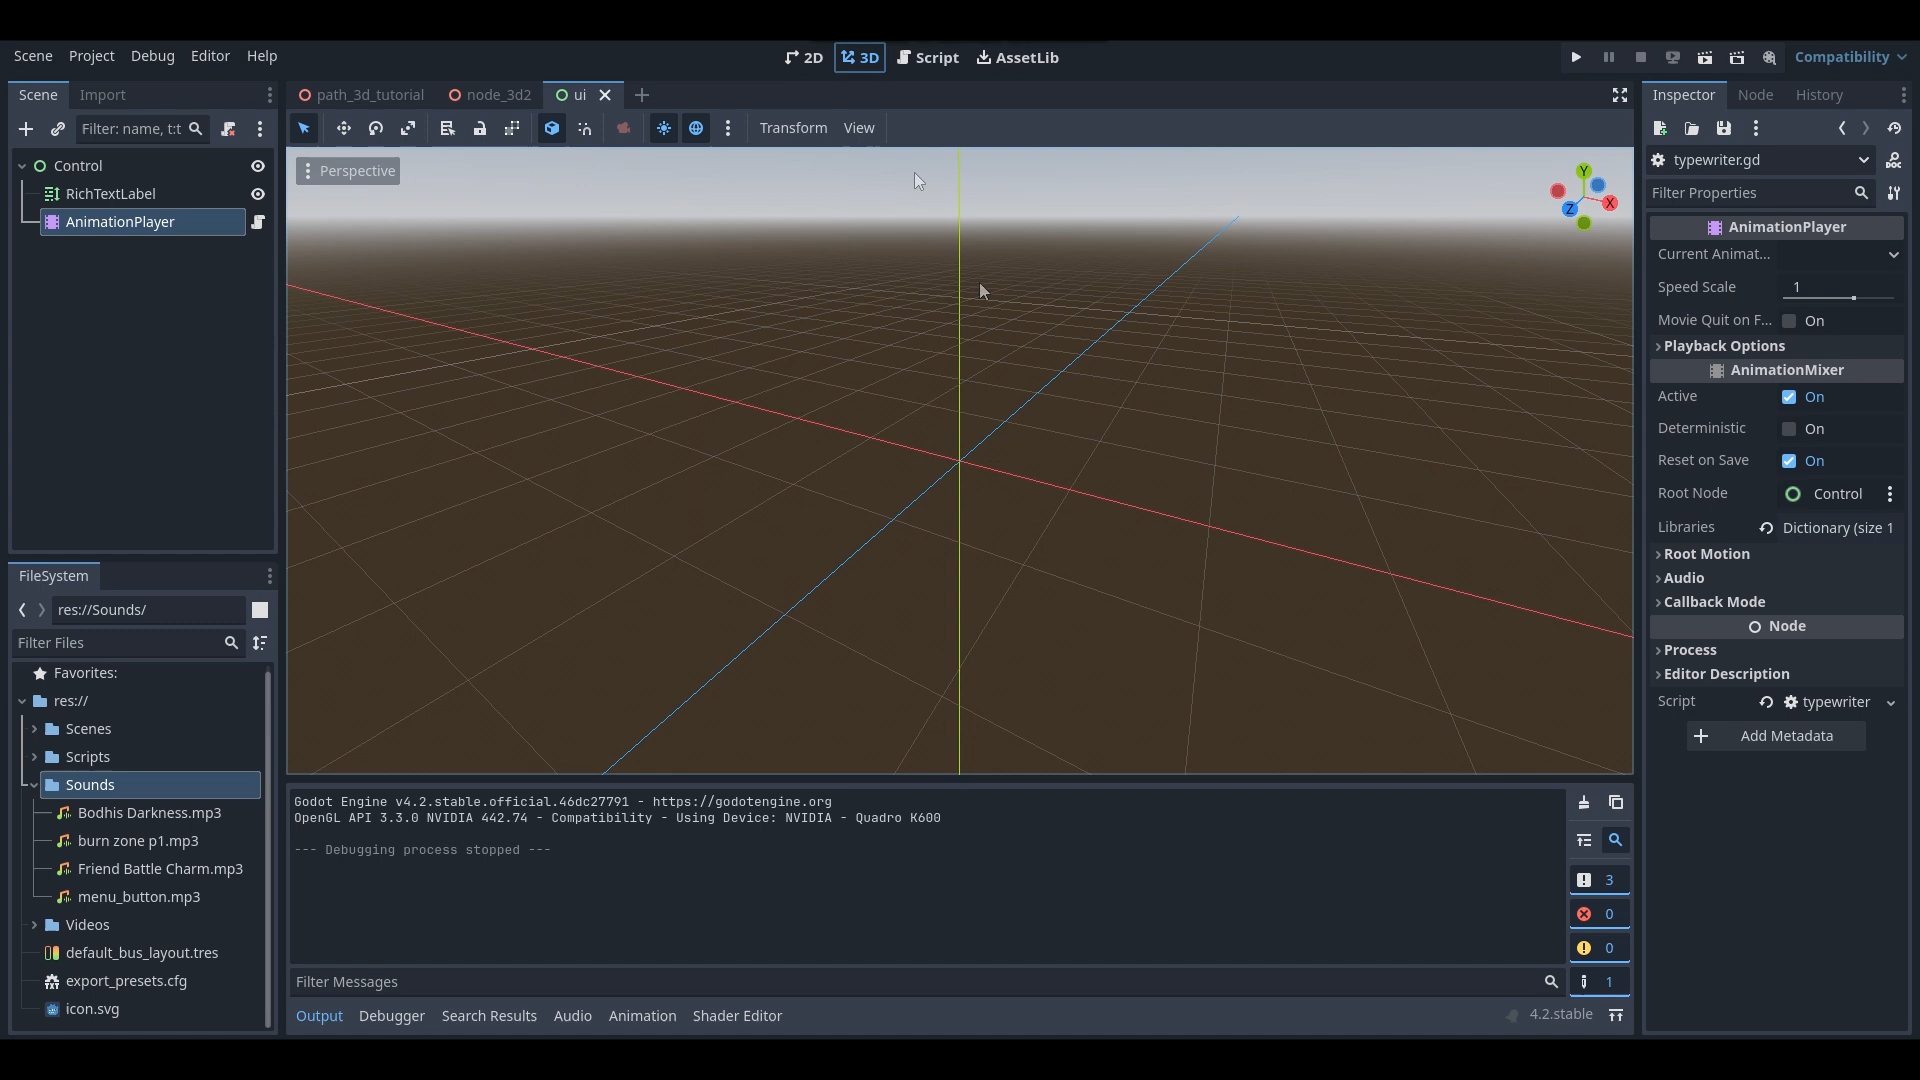 Scene Project Debug Editor Help
2D 3D Script AssetLib
Compatibility
Scene Import
Filter: name, t:t
Control
RichTextLabel
AnimationPlayer
FileSystem
res://Sounds/
Filter Files
Favorites:
res://
Scenes
Scripts
Sounds
Bodhis Darkness.mp3
burn zone p1.mp3
Friend Battle Charm.mp3
menu_button.mp3
Videos
default_bus_layout.tres
export_presets.cfg
icon.svg
path_3d_tutorial node_3d2 ui
Transform View
Perspective
Y
X
Z
Godot Engine v4.2.stable.official.46dc27791 - https://godotengine.org
OpenGL API 3.3.0 NVIDIA 442.74 - Compatibility - Using Device: NVIDIA - Quadro K600
--- Debugging process stopped ---
3
0
0
1
Filter Messages
Output Debugger Search Results Audio Animation Shader Editor
4.2.stable
Inspector Node History
typewriter.gd
Filter Properties
AnimationPlayer
Current Animat...
Speed Scale 1
Movie Quit on F... On
Playback Options
AnimationMixer
Active On
Deterministic On
Reset on Save On
Root Node Control
Libraries Dictionary (size 1
Root Motion
Audio
Callback Mode
Node
Process
Editor Description
Script typewriter
Add Metadata